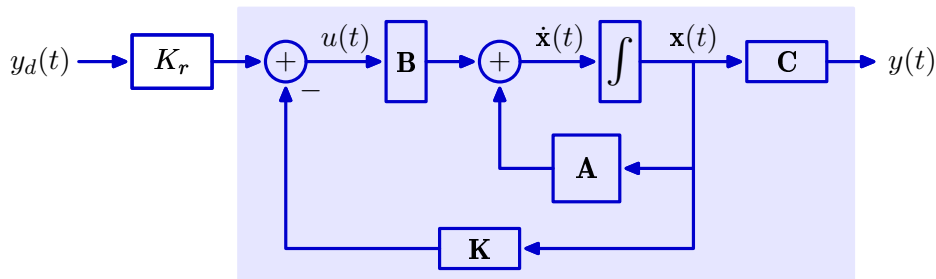 y_d(t) K_r + u(t) B + ẋ(t) ∫ x(t) C y(t)
−
A
K